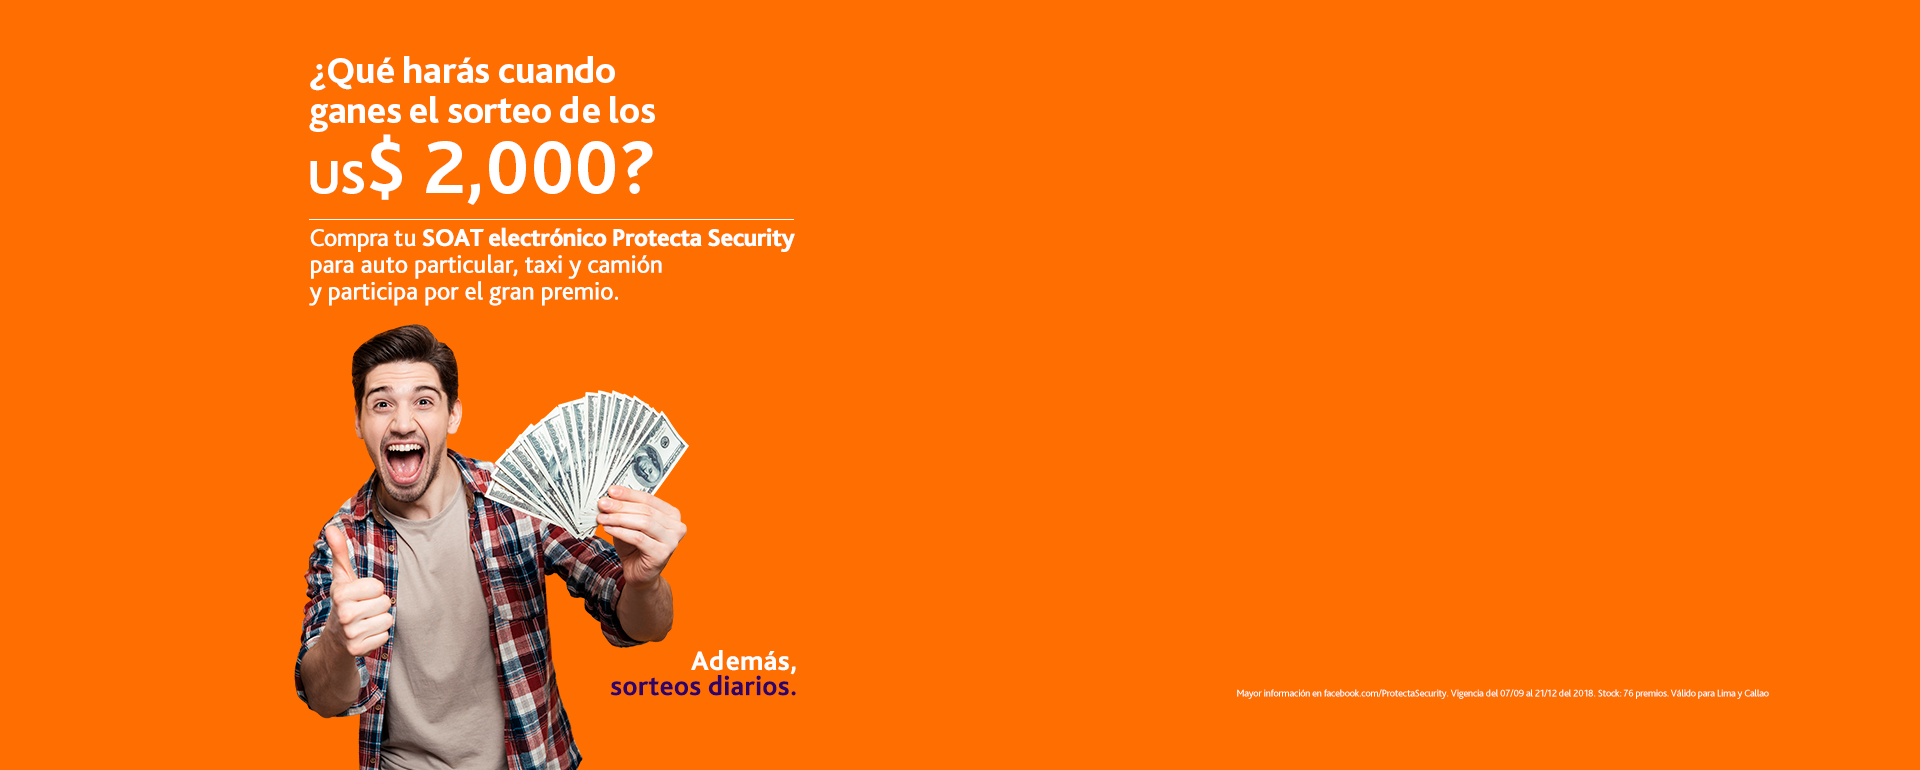 ¿Qué harás cuando
ganes el sorteo de los
US$ 2,000?
Compra tu SOAT electrónico Protecta Security
para auto particular, taxi y camión
y participa por el gran premio.
Además,
sorteos diarios.
Mayor información en facebook.com/ProtectaSecurity. Vigencia del 07/09 al 21/12 del 2018. Stock: 76 premios. Válido para Lima y Callao